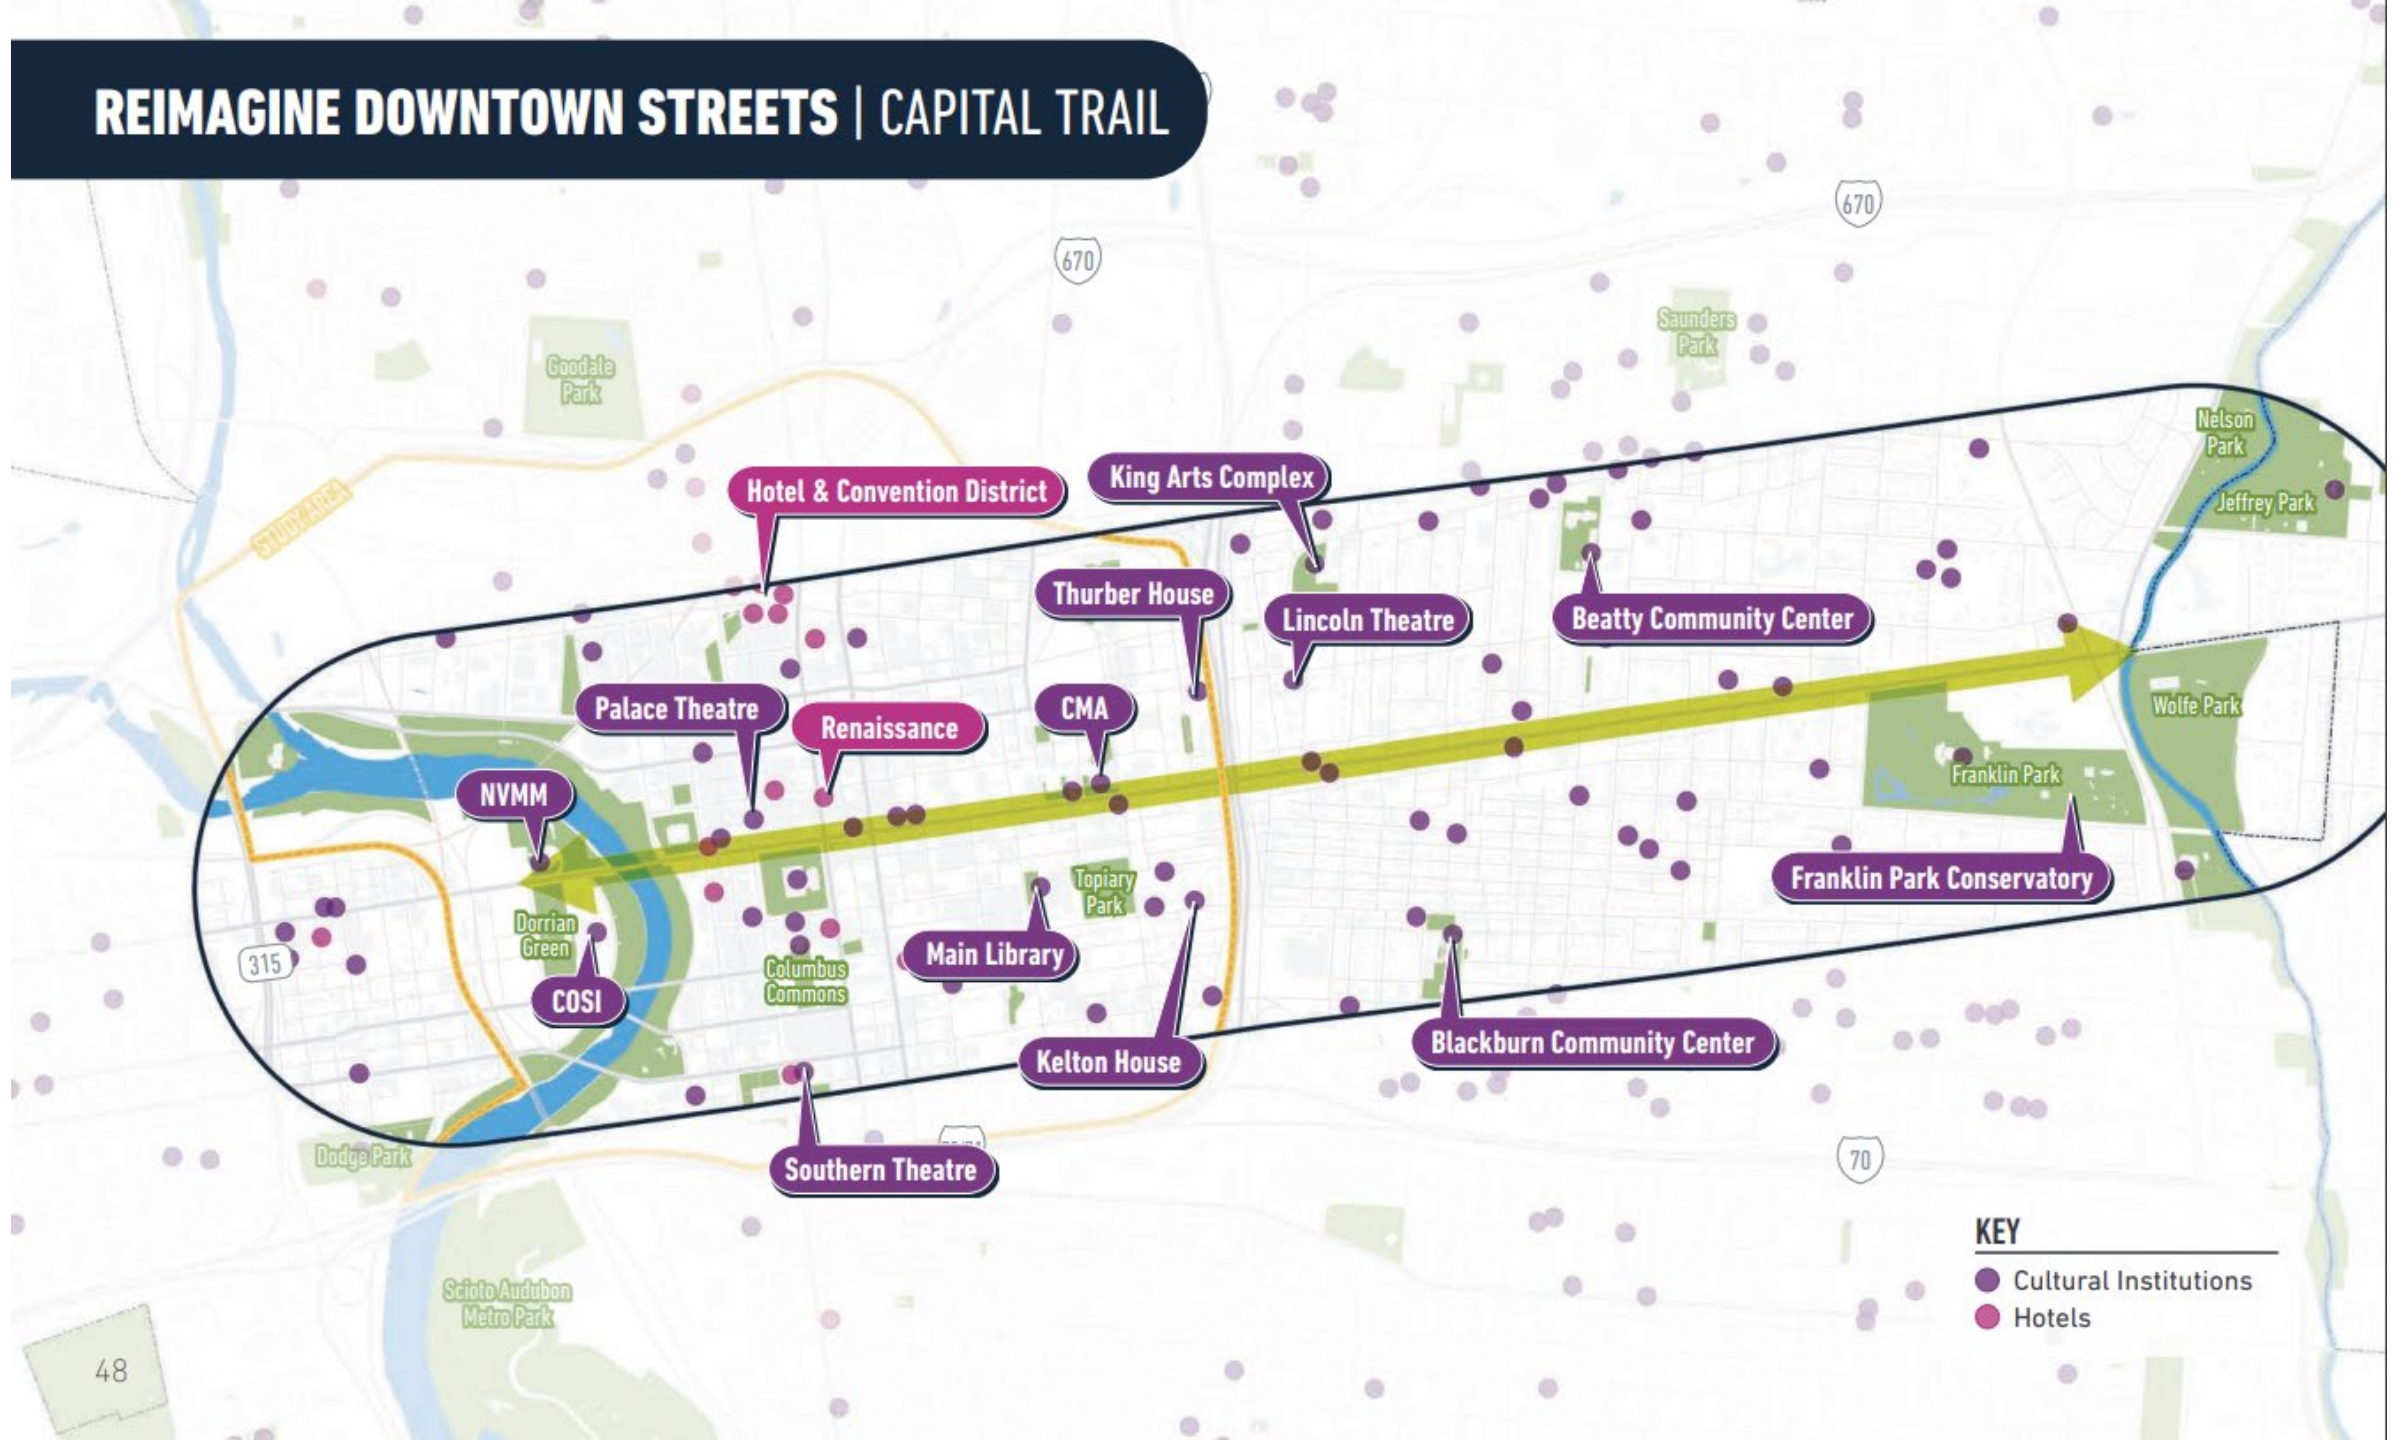 REIMAGINE DOWNTOWN STREETS | CAPITAL TRAIL
670
670
Saunders
Park
Goodale
Park
Nelson
Park
Jeffrey Park
STUDY AREA
Hotel & Convention District
King Arts Complex
Thurber House
Lincoln Theatre
Beatty Community Center
Palace Theatre
Renaissance
CMA
Wolfe Park
NVMM
Franklin Park
Dorrian
Green
Topiary
Park
Franklin Park Conservatory
315
Main Library
Columbus
Commons
COSI
Kelton House
Blackburn Community Center
Dodge Park
Southern Theatre
70
Scioto Audubon
Metro Park
KEY
Cultural Institutions
Hotels
48